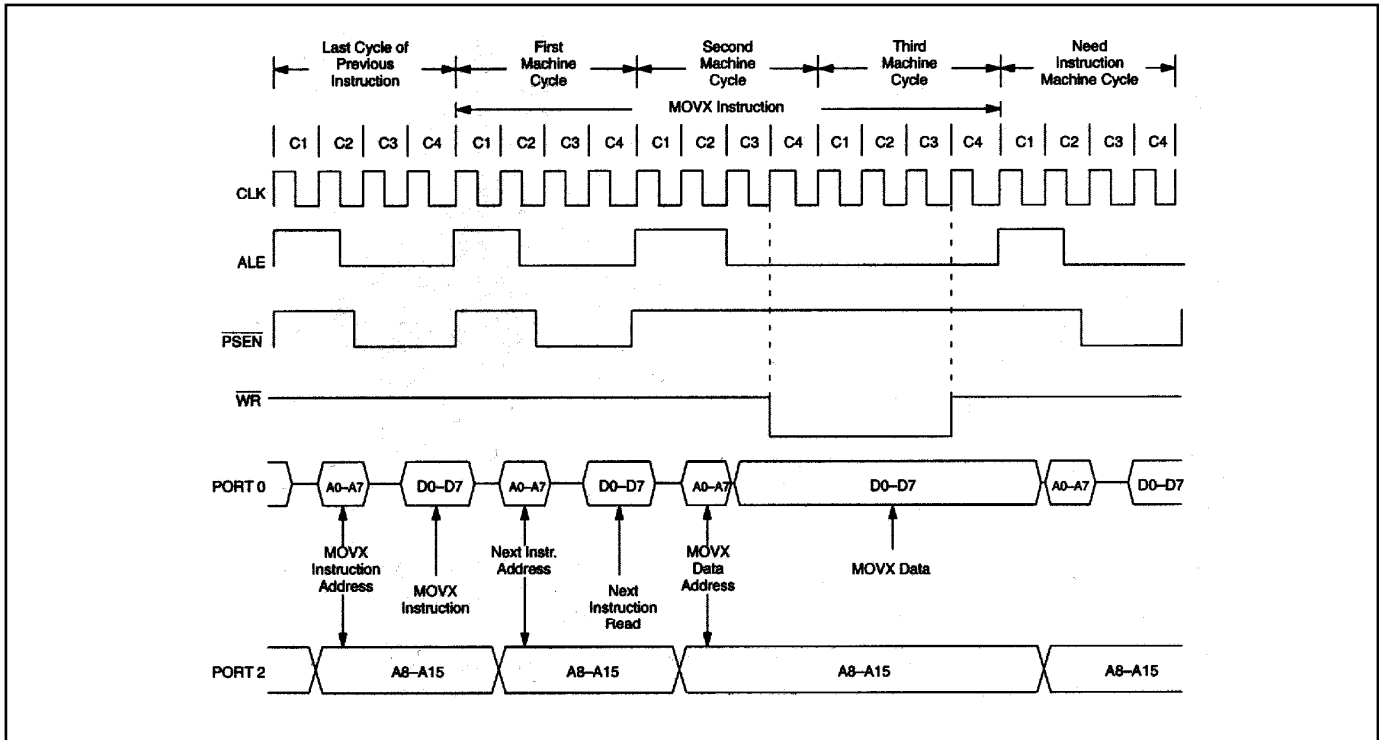 Last Cycle of
Previous
Instruction
First
Machine
Cycle
Second
Machine
Cycle
Third
Machine
Cycle
Need
Instruction
Machine Cycle
MOVX Instruction
C1 C2 C3 C4 C1 C2 C3 C4 C1 C2 C3 C4 C1 C2 C3 C4 C1 C2 C3 C4
CLK
ALE
PSEN
WR
PORT 0 A0–A7 D0–D7 A0–A7 D0–D7 A0–A7 D0–D7 A0–A7 D0–D7
MOVX
Instruction
Address
MOVX
Instruction
Next Instr.
Address
Next
Instruction
Read
MOVX
Data
Address
MOVX Data
PORT 2 A8–A15 A8–A15 A8–A15 A8–A15